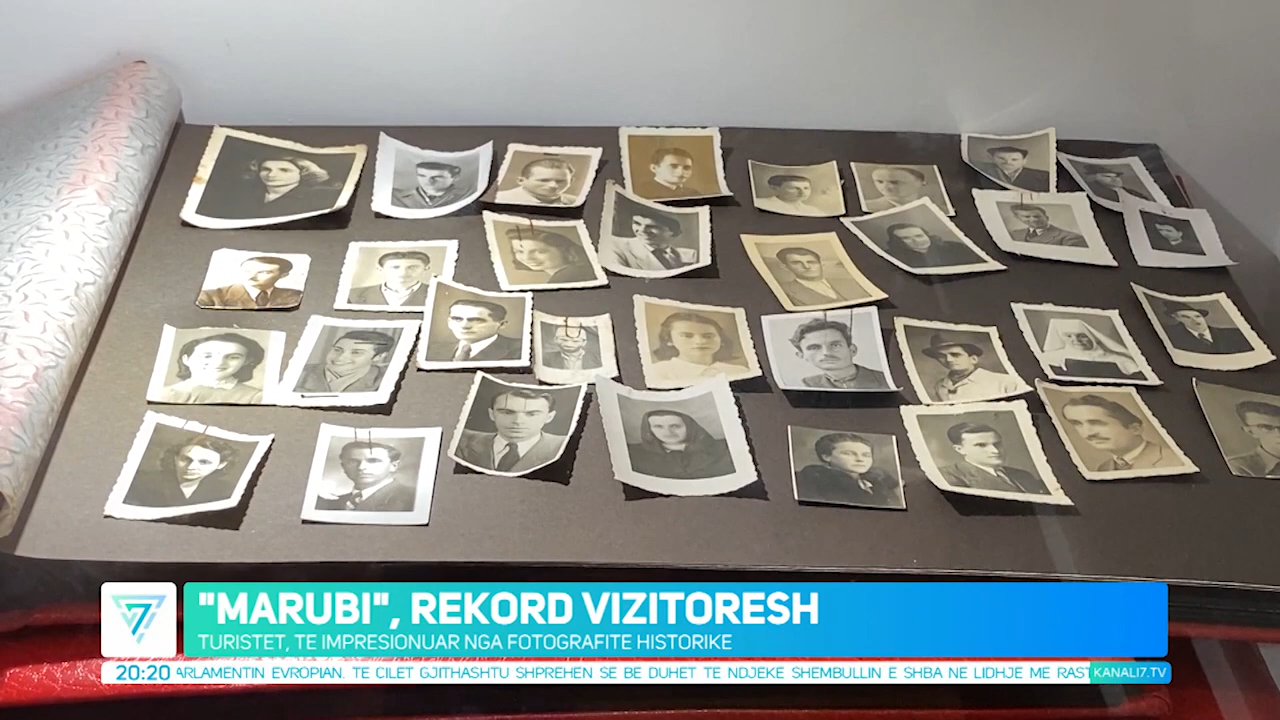 "MARUBI", REKORD VIZITORESH
TURISTET, TE IMPRESIONUAR NGA FOTOGRAFITE HISTORIKE
20:20 ARLAMENTIN EVROPIAN. TE CILET GJITHASHTU SHPREHEN SE BE DUHET TE NDJEKE SHEMBULLIN E SHBA NE LIDHJE ME RAST KANALI7.TV